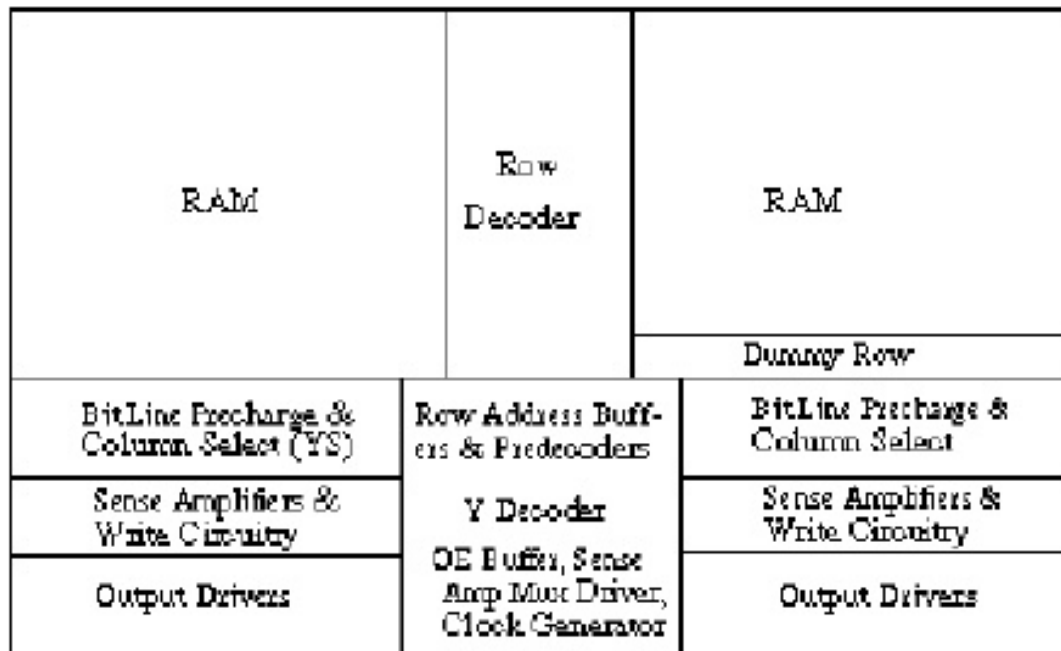 RAM
Row
Decoder
RAM
Dummy Row
BitLine Precharge &
Column Select (YS)
Row Address Buff-
ers & Predecoders
BitLine Precharge &
Column Select
Sense Amplifiers &
Write Circuitry
Y Decoder
Sense Amplifiers &
Write Circuitry
Output Drivers
OE Buffer, Sense
Amp Mux Driver,
Clock Generator
Output Drivers